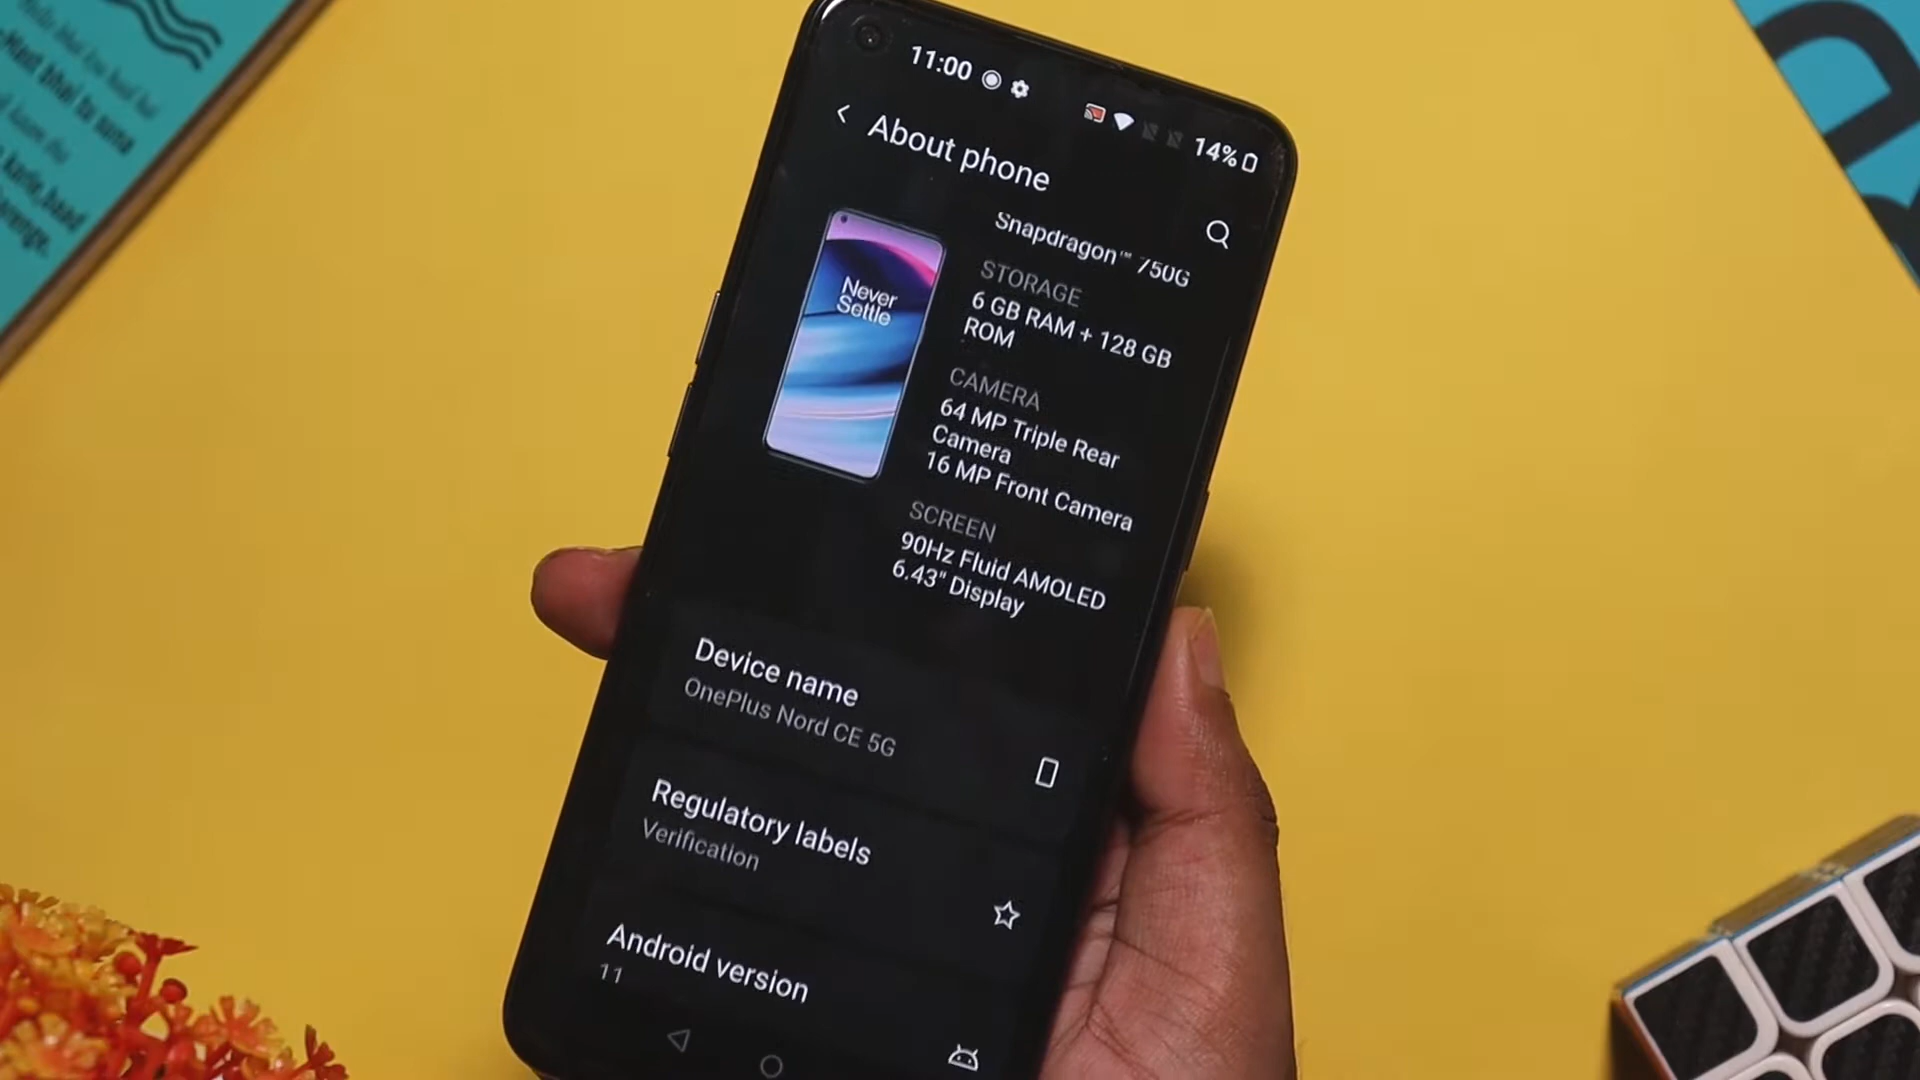 11:00
14%
About phone
Snapdragon™ 750G
STORAGE
6 GB RAM + 128 GB
ROM
CAMERA
64 MP Triple Rear
Camera
16 MP Front Camera
SCREEN
90Hz Fluid AMOLED
6.43" Display
Never
Settle
Device name
OnePlus Nord CE 5G
Regulatory labels
Verification
Android version
11